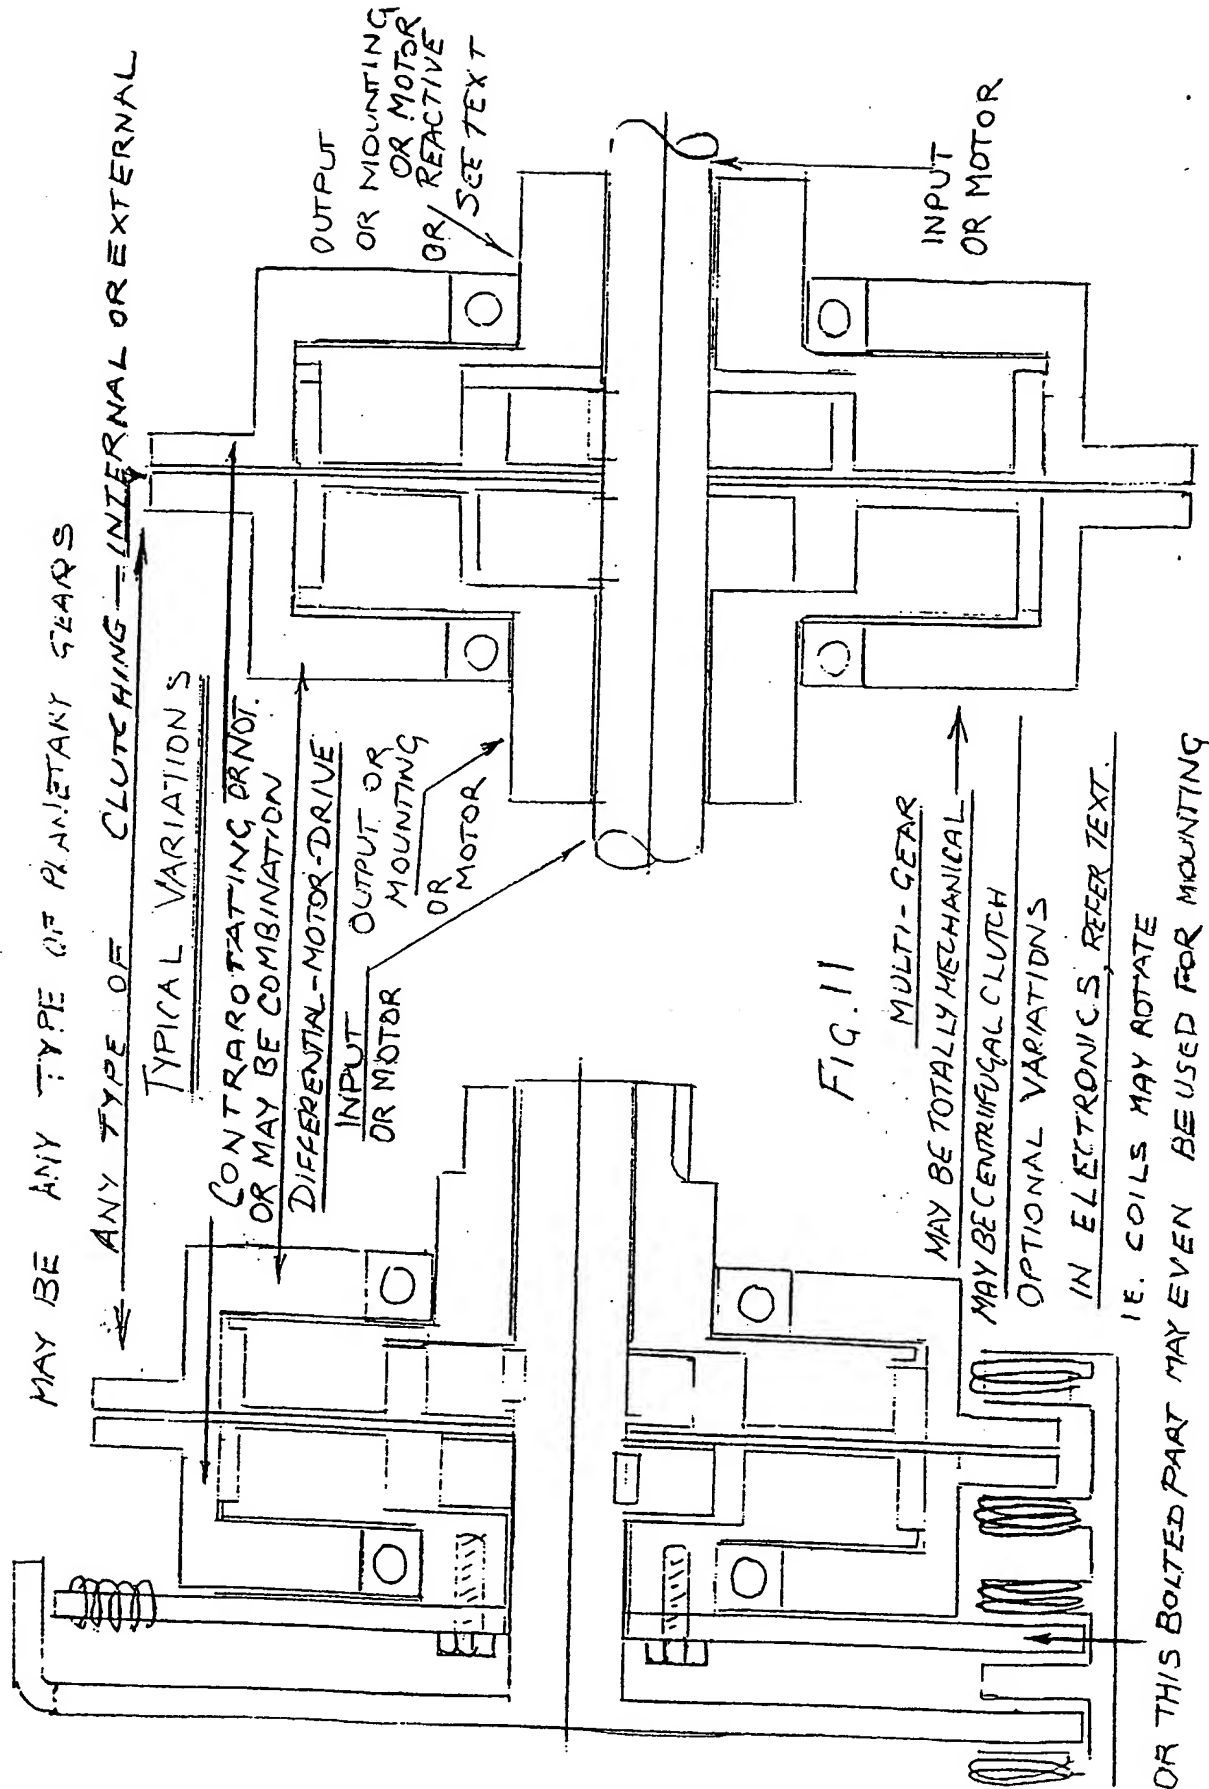 MAY BE ANY TYPE OF PLANETARY GEARS
ANY TYPE OF CLUTCHING — INTERNAL OR EXTERNAL
TYPICAL VARIATIONS
CONTRAROTATING OR NOT.
OR MAY BE COMBINATION
DIFFERENTIAL-MOTOR-DRIVE
INPUT
OR MOTOR
OUTPUT OR
MOUNTING
OR
MOTOR
OUTPUT
OR MOUNTING
OR MOTOR
OR REACTIVE
SEE TEXT
INPUT
OR MOTOR
FIG. 11
MULTI-GEAR
MAY BE TOTALLY MECHANICAL
MAY BE CENTRIFUGAL CLUTCH
OPTIONAL VARIATIONS
IN ELECTRONICS, REFER TEXT.
IE. COILS MAY ROTATE
OR THIS BOLTED PART MAY EVEN BE USED FOR MOUNTING